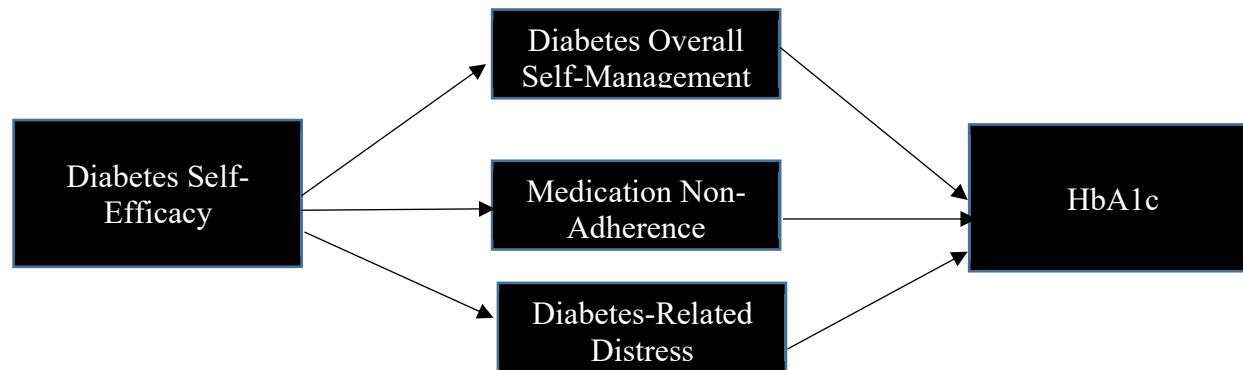 Diabetes Overall
Self-Management
Diabetes Self-
Efficacy
Medication Non-
Adherence
HbA1c
Diabetes-Related
Distress